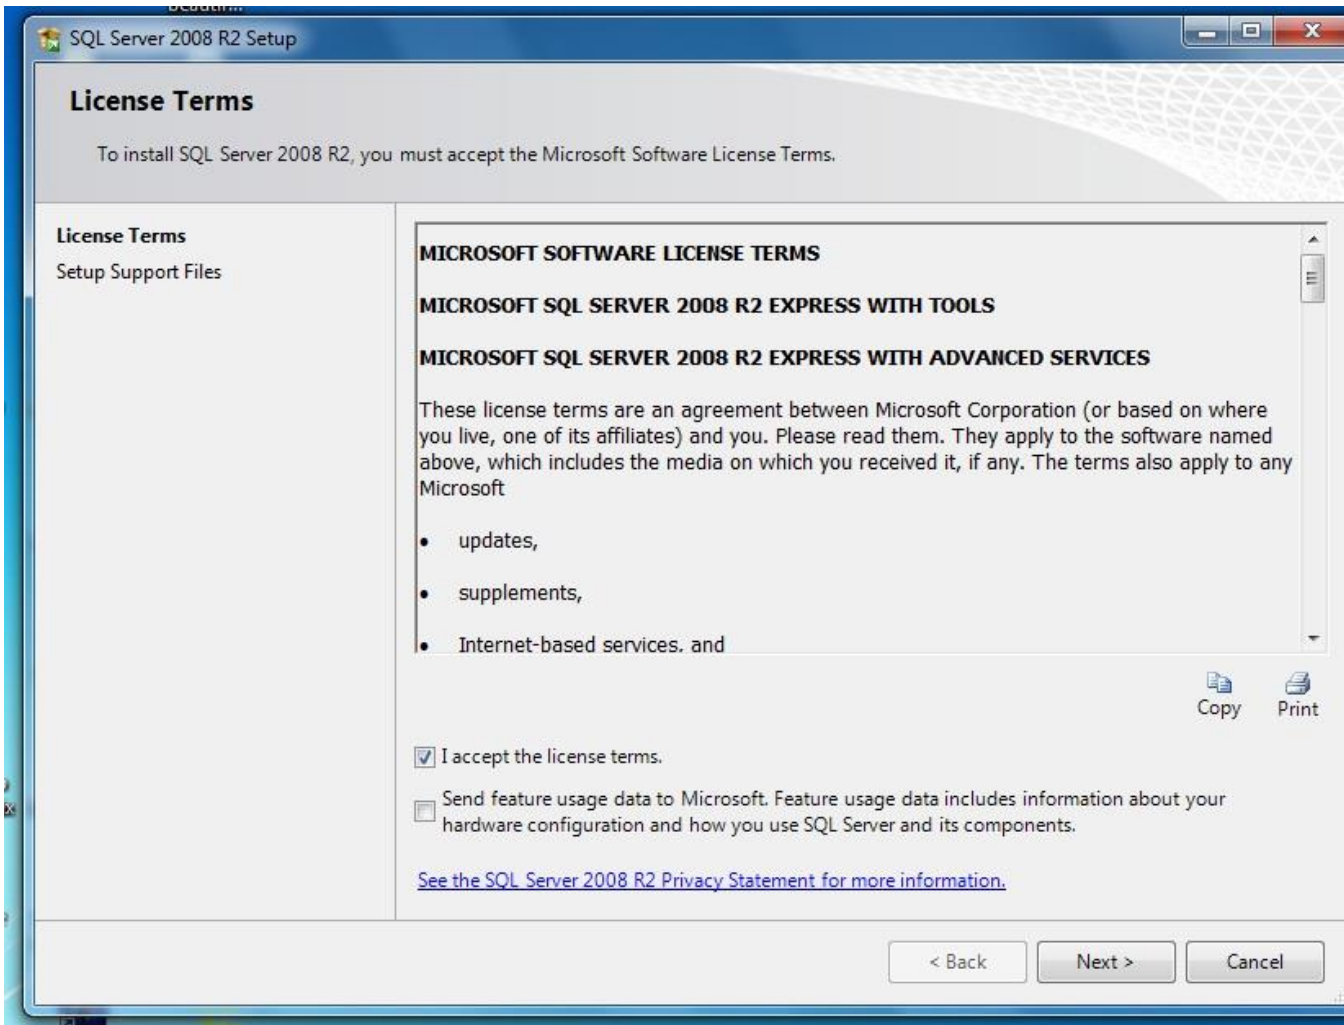 SQL Server 2008 R2 Setup
License Terms
To install SQL Server 2008 R2, you must accept the Microsoft Software License Terms.
License Terms
Setup Support Files
MICROSOFT SOFTWARE LICENSE TERMS
MICROSOFT SQL SERVER 2008 R2 EXPRESS WITH TOOLS
MICROSOFT SQL SERVER 2008 R2 EXPRESS WITH ADVANCED SERVICES
These license terms are an agreement between Microsoft Corporation (or based on where
you live, one of its affiliates) and you. Please read them. They apply to the software named
above, which includes the media on which you received it, if any. The terms also apply to any
Microsoft
• updates,
• supplements,
• Internet-based services, and
Copy Print
I accept the license terms.
Send feature usage data to Microsoft. Feature usage data includes information about your
hardware configuration and how you use SQL Server and its components.
See the SQL Server 2008 R2 Privacy Statement for more information.
< Back Next > Cancel